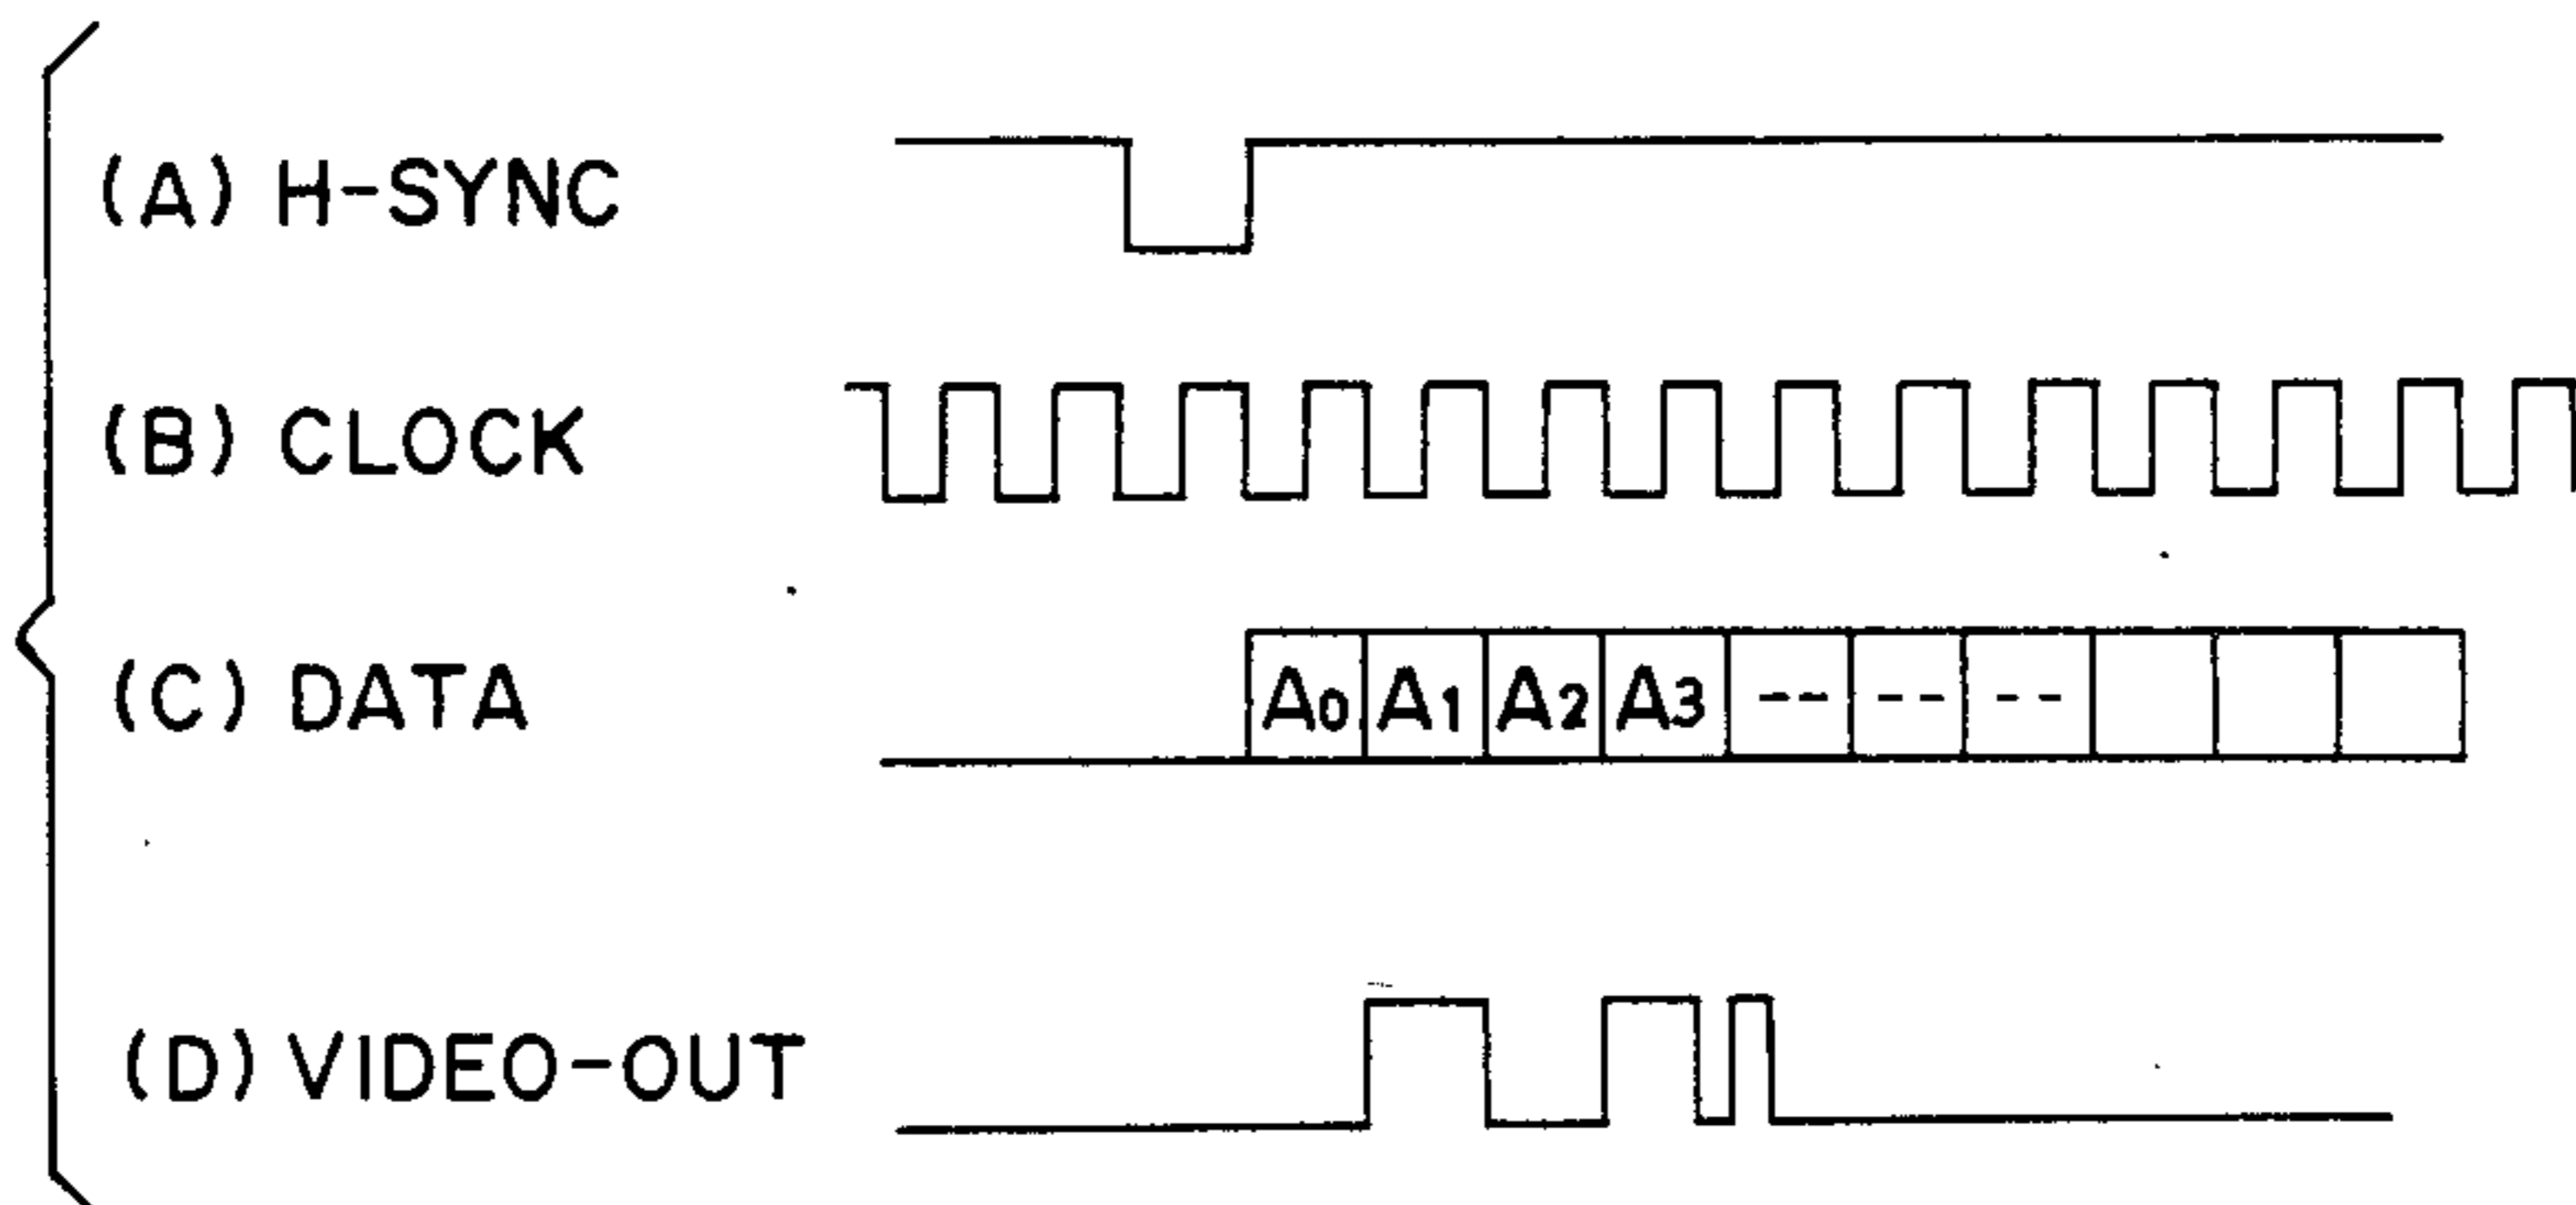 (A) H-SYNC
(B) CLOCK
(C) DATA A0 A1 A2 A3 -- -- --
(D) VIDEO-OUT